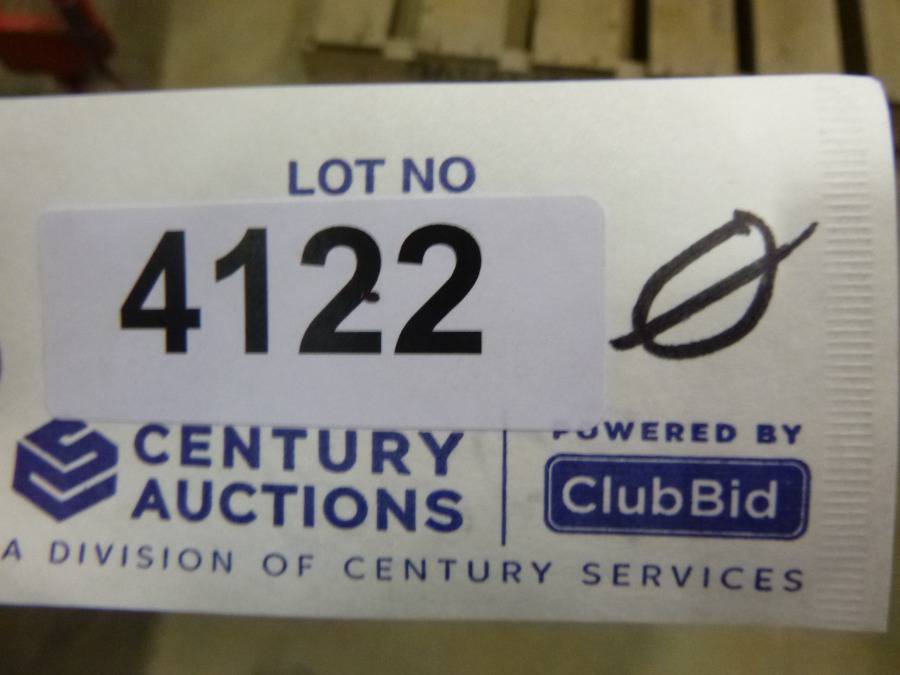 LOT NO
4122 Ø
CENTURY
AUCTIONS
POWERED BY
ClubBid
A DIVISION OF CENTURY SERVICES